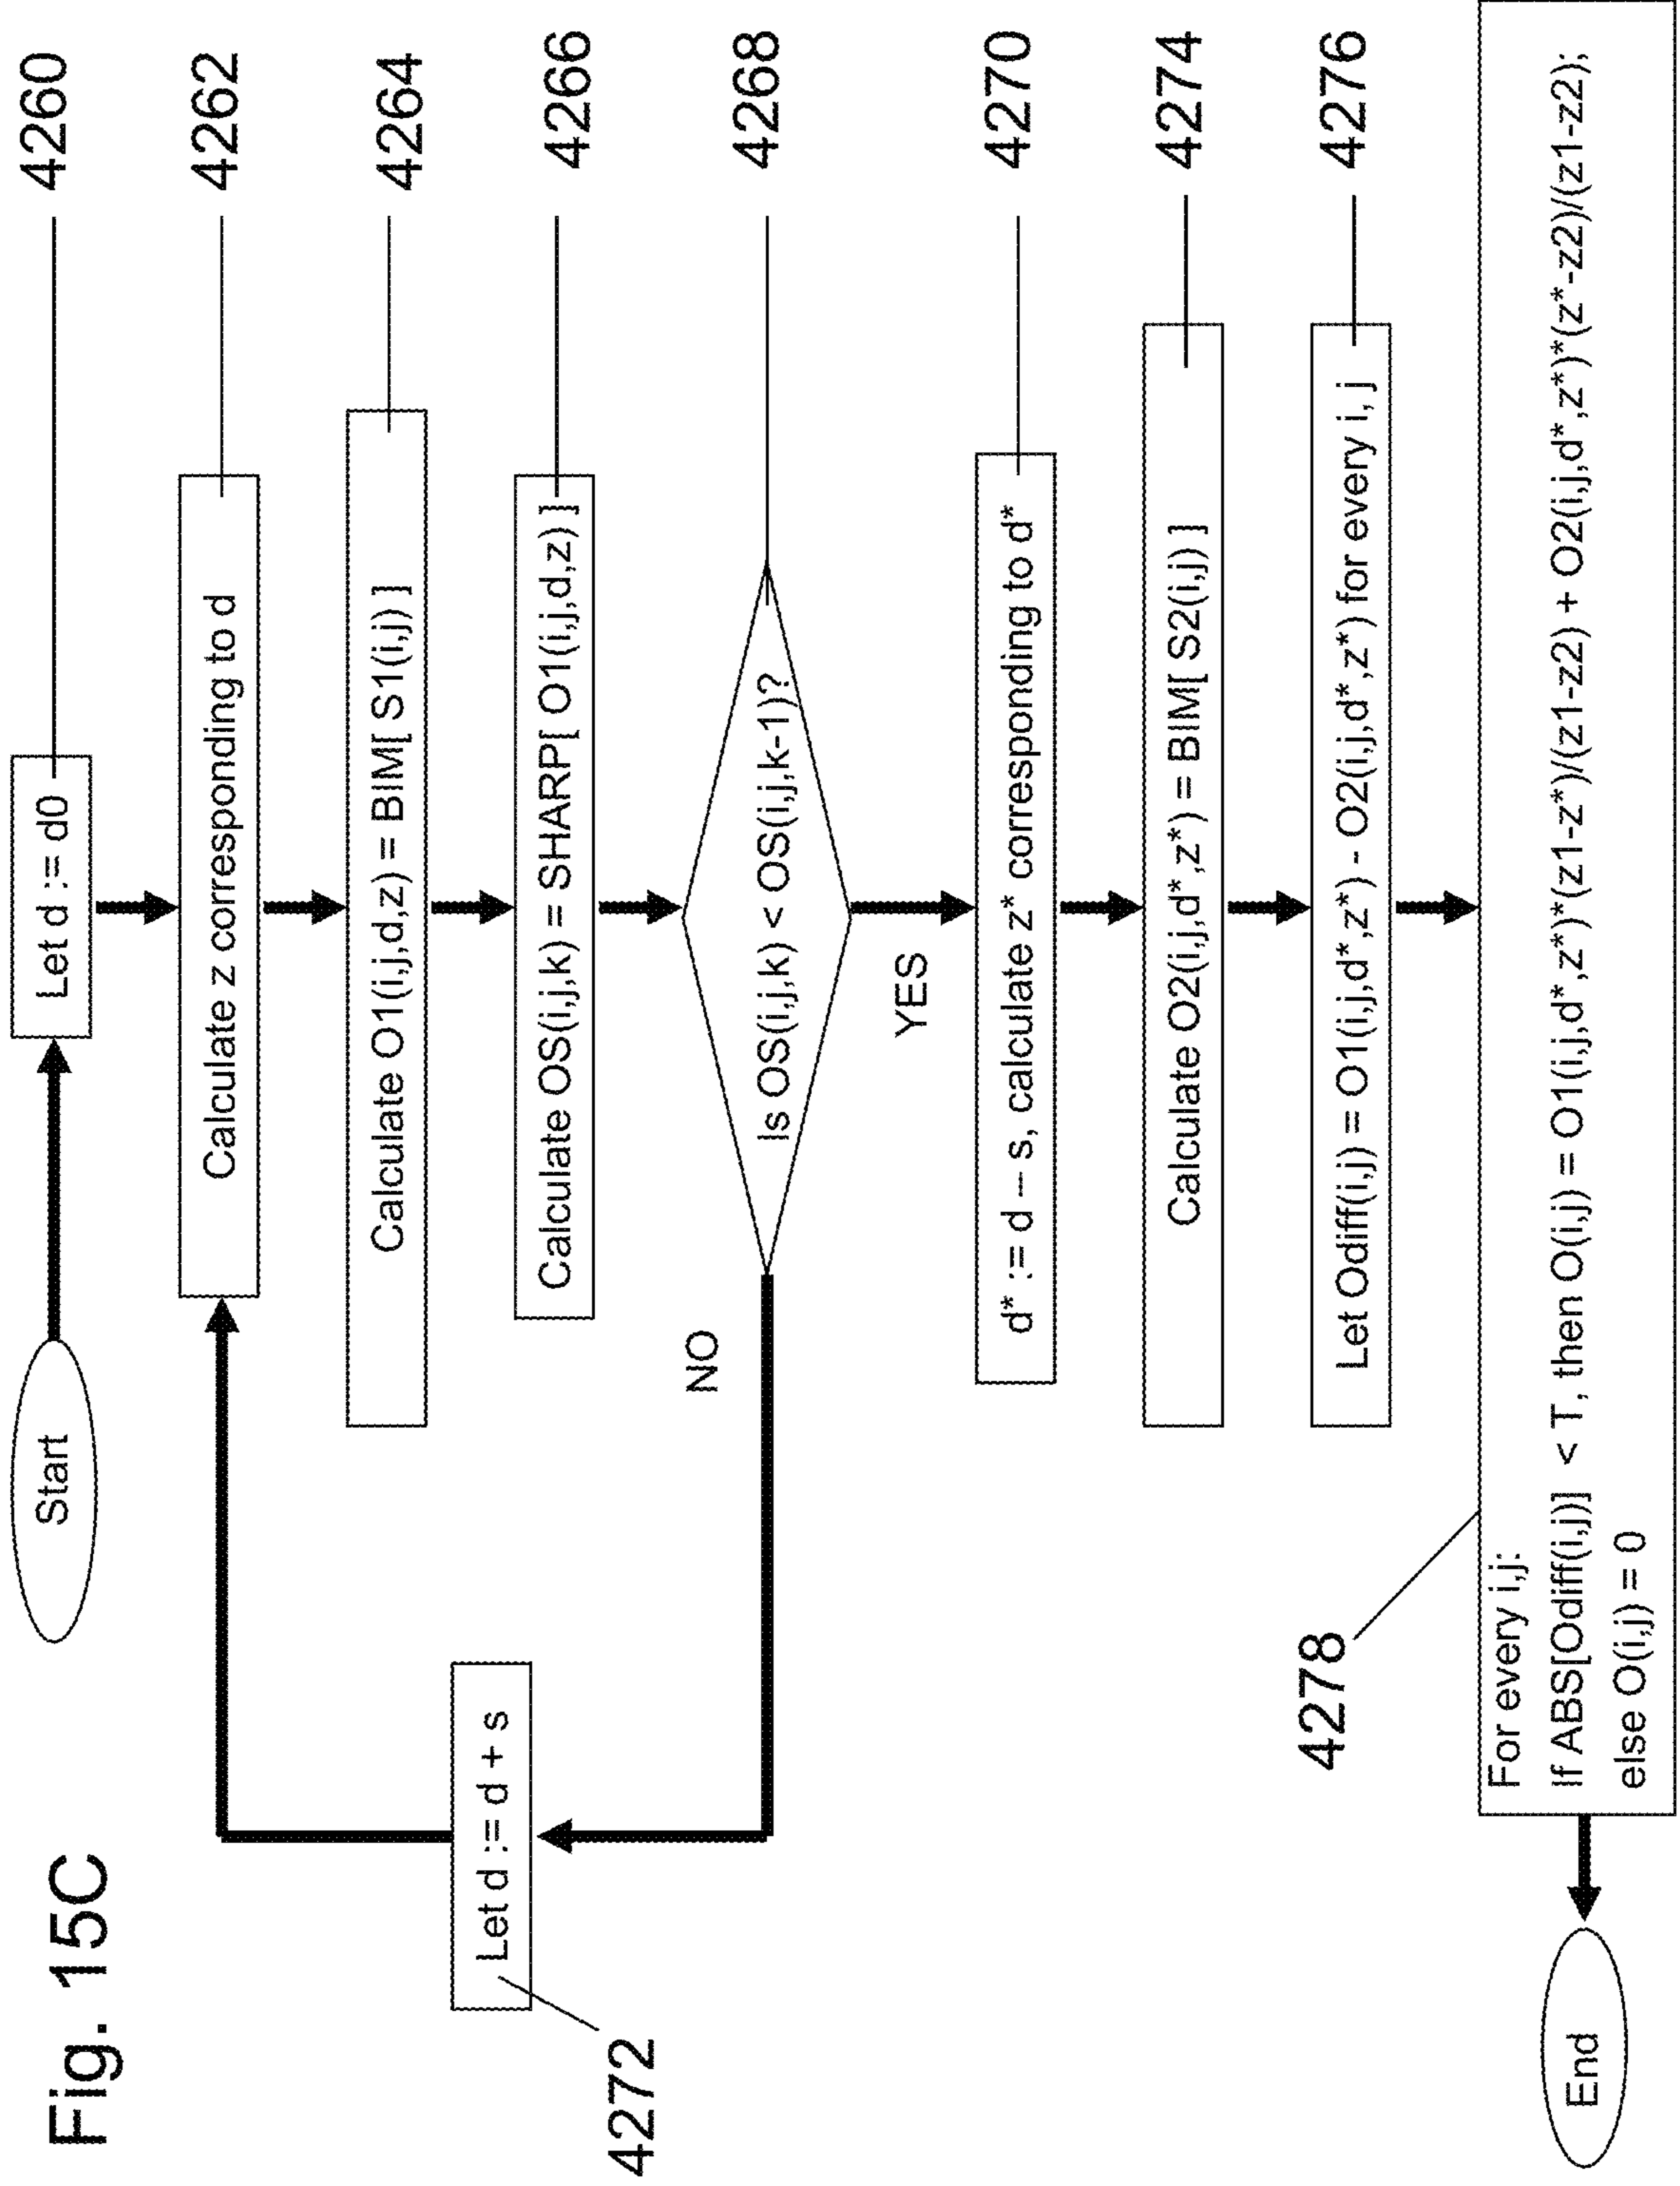 Fig. 15C
Start
Let d := d0
4260
Calculate z corresponding to d
4262
Calculate O1(i,j,d,z) = BIM[ S1(i,j) ]
4264
Let d := d + s
4272
Calculate OS(i,j,k) = SHARP[ O1(i,j,d,z) ]
4266
NO
Is OS(i,j,k) < OS(i,j,k-1)?
4268
YES
d* := d – s, calculate z* corresponding to d*
4270
Calculate O2(i,j,d*,z*) = BIM[ S2(i,j) ]
4274
Let Odiff(i,j) = O1(i,j,d*,z*) - O2(i,j,d*,z*) for every i, j
4276
4278
For every i,j:
If ABS[Odiff(i,j)] < T, then O(i,j) = O1(i,j,d*,z*)*(z1-z*)/(z1-z2) + O2(i,j,d*,z*)*(z*-z2)/(z1-z2);
else O(i,j) = 0
End